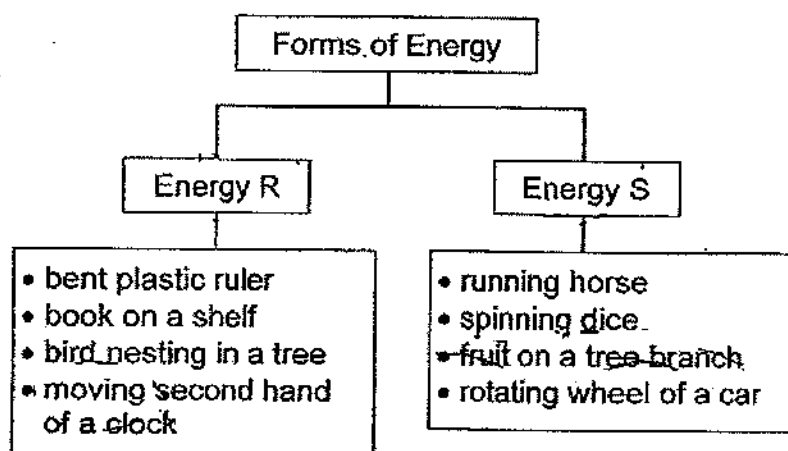 Forms of Energy
Energy R
• bent plastic ruler
• book on a shelf
• bird nesting in a tree
• moving second hand
of a clock
Energy S
• running horse
• spinning dice
• fruit on a tree branch
• rotating wheel of a car